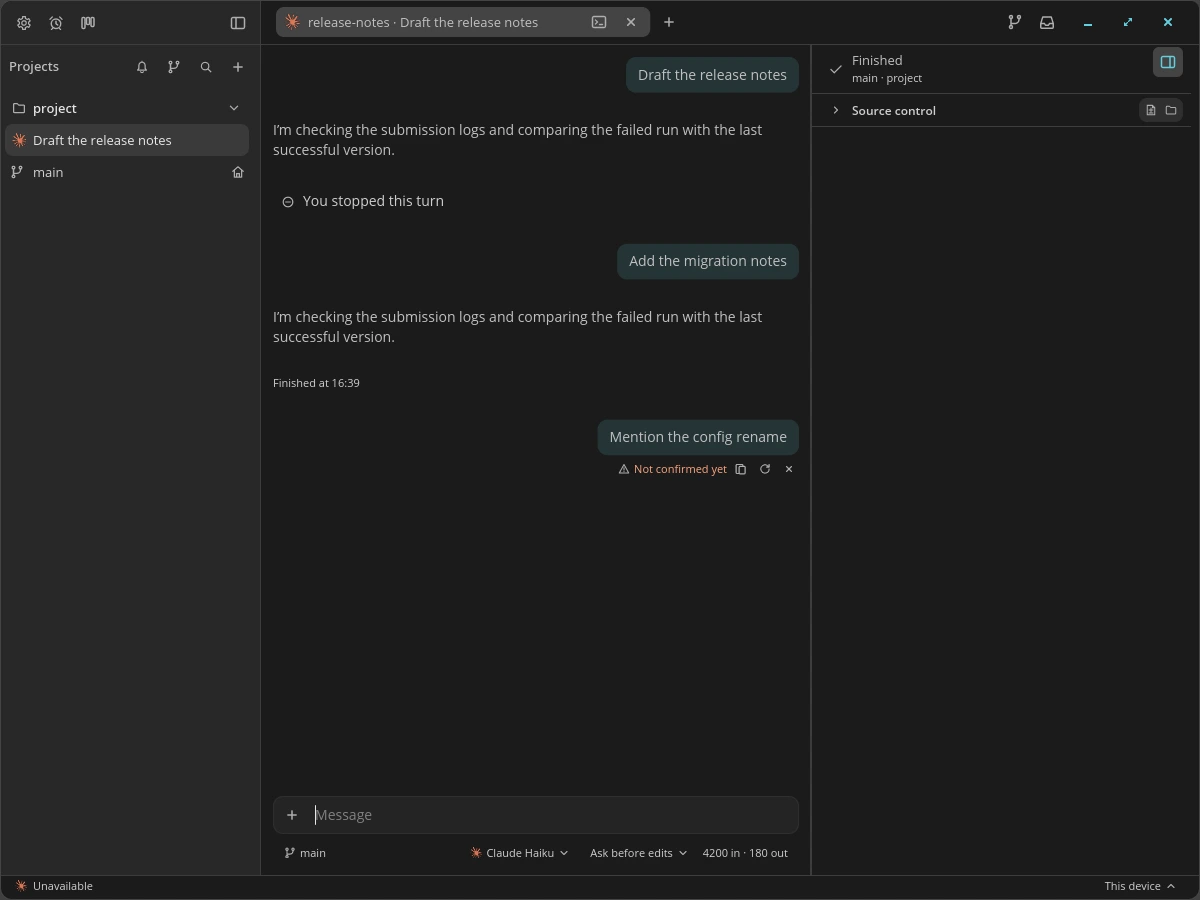 release-notes · Draft the release notes
Projects
project
Draft the release notes
main
Draft the release notes
I'm checking the submission logs and comparing the failed run with the last
successful version.
You stopped this turn
Add the migration notes
I'm checking the submission logs and comparing the failed run with the last
successful version.
Finished at 16:39
Mention the config rename
Not confirmed yet
Message
main
Claude Haiku
Ask before edits
4200 in · 180 out
Finished
main · project
Source control
Unavailable
This device